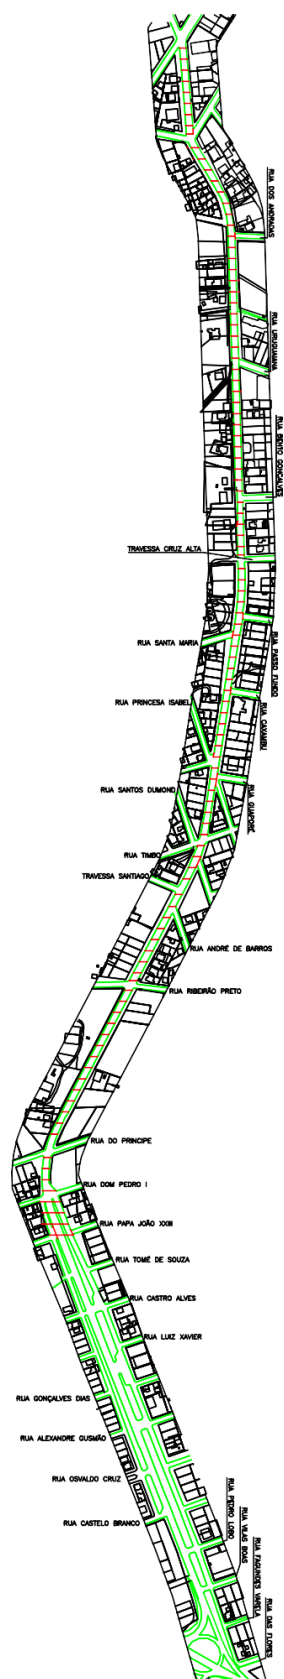 RUA DOS ANDRADAS
RUA URUGUAIANA
RUA BENTO GONÇALVES
TRAVESSA CRUZ ALTA
RUA PASSO FUNDO
RUA SANTA MARIA
RUA PRINCESA ISABEL
RUA CAXAMBU
RUA SANTOS DUMOND
RUA GUAPORÉ
RUA TIMBO
TRAVESSA SANTIAGO
RUA ANDRÉ DE BARROS
RUA RIBEIRÃO PRETO
RUA DO PRINCIPE
RUA DOM PEDRO I
RUA PAPA JOÃO XXIII
RUA TOMÉ DE SOUZA
RUA CASTRO ALVES
RUA LUIZ XAVIER
RUA GONÇALVES DIAS
RUA ALEXANDRE GUSMÃO
RUA OSVALDO CRUZ
RUA CASTELO BRANCO
RUA PEDRO LOBO
RUA VILAS BOAS
RUA FAGUNDES VARELA
RUA DAS FLORES